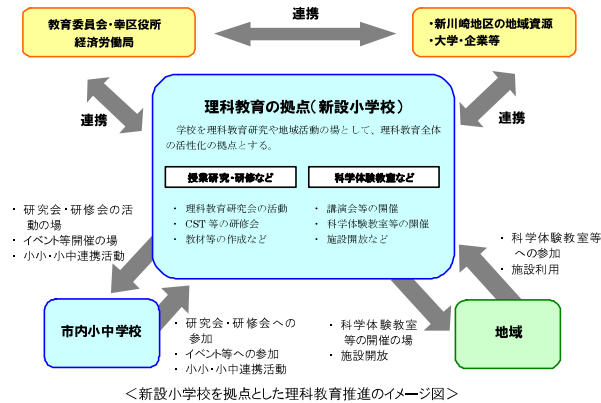 教育委員会・幸区役所
経済労働局
連携
・新川崎地区の地域資源
・大学・企業等
連携
連携
理科教育の拠点（新設小学校）
学校を理科教育研究や地域活動の場として、理科教育全体
の活性化の拠点とする。
授業研究・研修など
・ 理科教育研究会の活動
・ CST 等の研修会
・ 教材等の作成など
科学体験教室など
・ 講演会等の開催
・ 科学体験教室等の開催
・ 施設開放など
・ 研究会・研修会の活
動の場
・ イベント等開催の場
・ 小小・小中連携活動
・ 科学体験教室等
への参加
・ 施設利用
市内小中学校
・ 研究会・研修会への
参加
・ イベント等への参加
・ 小小・小中連携活動
・ 科学体験教室
等の開催の場
・ 施設開放
地域
＜新設小学校を拠点とした理科教育推進のイメージ図＞